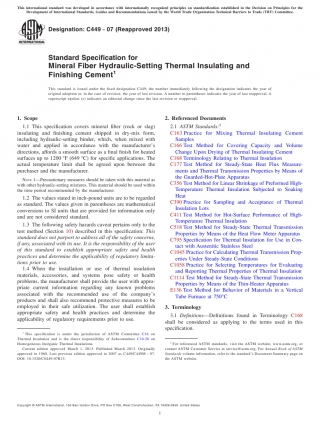 This international standard was developed in accordance with internationally recognized principles on standardization established in the Decision on Principles for the
Development of International Standards, Guides and Recommendations issued by the World Trade Organization Technical Barriers to Trade (TBT) Committee.
Designation: C449 − 07 (Reapproved 2013)
Standard Specification for
Mineral Fiber Hydraulic-Setting Thermal Insulating and
Finishing Cement1
This standard is issued under the fixed designation C449; the number immediately following the designation indicates the year of
original adoption or, in the case of revision, the year of last revision. A number in parentheses indicates the year of last reapproval. A
superscript epsilon (ε) indicates an editorial change since the last revision or reapproval.
1. Scope
1.1 This specification covers mineral fiber (rock or slag)
insulating and finishing cement shipped in dry-mix form,
including hydraulic-setting binder, which, when mixed with
water and applied in accordance with the manufacturer's
directions, affords a smooth surface as a final finish for heated
surfaces up to 1200 °F (649 °C) for specific applications. The
actual temperature limit shall be agreed upon between the
purchaser and the manufacturer.
NOTE 1—Precautionary measures should be taken with this material as
with other hydraulic-setting mixtures. This material should be used within
the time period recommended by the manufacturer.
1.2 The values stated in inch-pound units are to be regarded
as standard. The values given in parentheses are mathematical
conversions to SI units that are provided for information only
and are not considered standard.
1.3 The following safety hazards caveat pertains only to the
test method (Section 10) described in this specification: This
standard does not purport to address all of the safety concerns,
if any, associated with its use. It is the responsibility of the user
of this standard to establish appropriate safety and health
practices and determine the applicability of regulatory limita-
tions prior to use.
1.4 When the installation or use of thermal insulation
materials, accessories, and systems pose safety or health
problems, the manufacturer shall provide the user with appro-
priate current information regarding any known problems
associated with the recommended use of the company's
products and shall also recommend protective measures to be
employed in their safe utilization. The user shall establish
appropriate safety and health practices and determine the
applicability of regulatory requirements prior to use.
1 This specification is under the jurisdiction of ASTM Committee C16 on
Thermal Insulation and is the direct responsibility of Subcommittee C16.20 on
Homogeneous Inorganic Thermal Insulations.
Current edition approved March 1, 2013. Published March 2013. Originally
approved in 1960. Last previous edition approved in 2007 as C449/C449M – 07.
DOI: 10.1520/C0449-07R13.
2. Referenced Documents
2.1 ASTM Standards:2
C163 Practice for Mixing Thermal Insulating Cement
Samples
C166 Test Method for Covering Capacity and Volume
Change Upon Drying of Thermal Insulating Cement
C168 Terminology Relating to Thermal Insulation
C177 Test Method for Steady-State Heat Flux Measure-
ments and Thermal Transmission Properties by Means of
the Guarded-Hot-Plate Apparatus
C356 Test Method for Linear Shrinkage of Preformed High-
Temperature Thermal Insulation Subjected to Soaking
Heat
C390 Practice for Sampling and Acceptance of Thermal
Insulation Lots
C411 Test Method for Hot-Surface Performance of High-
Temperature Thermal Insulation
C518 Test Method for Steady-State Thermal Transmission
Properties by Means of the Heat Flow Meter Apparatus
C795 Specification for Thermal Insulation for Use in Con-
tact with Austenitic Stainless Steel
C1045 Practice for Calculating Thermal Transmission Prop-
erties Under Steady-State Conditions
C1058 Practice for Selecting Temperatures for Evaluating
and Reporting Thermal Properties of Thermal Insulation
C1114 Test Method for Steady-State Thermal Transmission
Properties by Means of the Thin-Heater Apparatus
E136 Test Method for Behavior of Materials in a Vertical
Tube Furnace at 750°C
3. Terminology
3.1 Definitions—Definitions found in Terminology C168
shall be considered as applying to the terms used in this
specification.
2 For referenced ASTM standards, visit the ASTM website, www.astm.org, or
contact ASTM Customer Service at service@astm.org. For Annual Book of ASTM
Standards volume information, refer to the standard's Document Summary page on
the ASTM website.
Copyright © ASTM International, 100 Barr Harbor Drive, PO Box C700, West Conshohocken, PA 19428-2959. United States
1